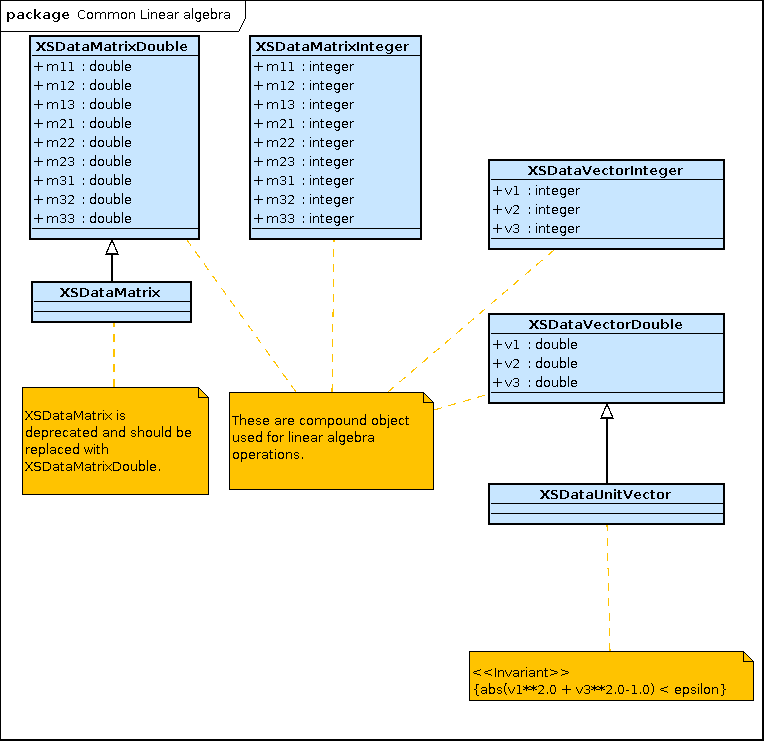 package Common Linear algebra
XSDataMatrixDouble
+ m11 : double
+ m12 : double
+ m13 : double
+ m21 : double
+ m22 : double
+ m23 : double
+ m31 : double
+ m32 : double
+ m33 : double
XSDataMatrixInteger
+ m11 : integer
+ m12 : integer
+ m13 : integer
+ m21 : integer
+ m22 : integer
+ m23 : integer
+ m31 : integer
+ m32 : integer
+ m33 : integer
XSDataVectorInteger
+ v1 : integer
+ v2 : integer
+ v3 : integer
XSDataMatrix
XSDataVectorDouble
+ v1 : double
+ v2 : double
+ v3 : double
XSDataMatrix is
deprecated and should be
replaced with
XSDataMatrixDouble.
These are compound object
used for linear algebra
operations.
XSDataUnitVector
<<Invariant>>
{abs(v1**2.0 + v3**2.0-1.0) < epsilon}